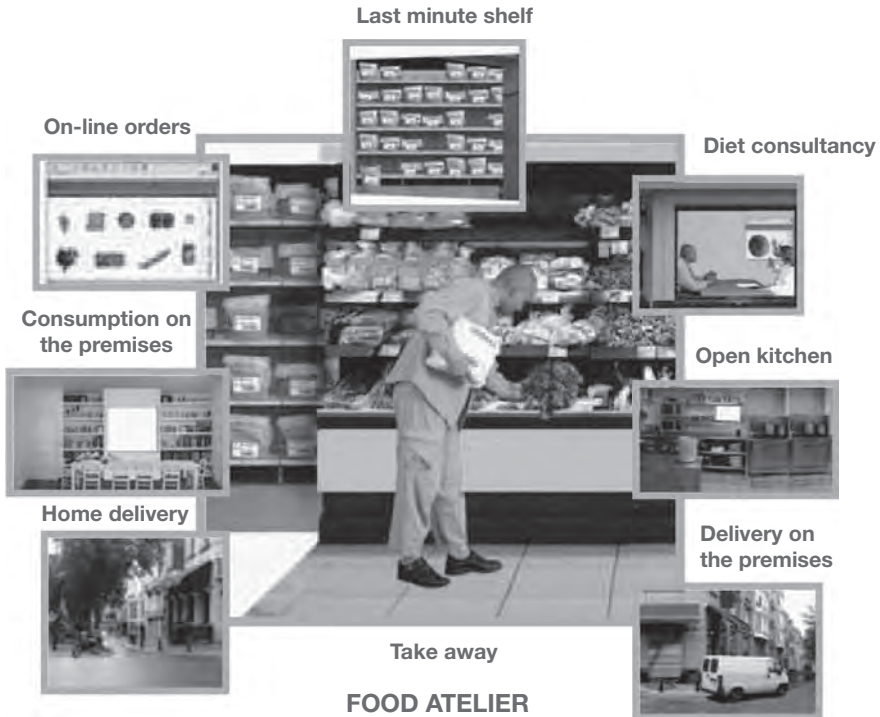 Last minute shelf
On-line orders
Diet consultancy
Consumption on
the premises
Open kitchen
Home delivery
Delivery on
the premises
Take away
FOOD ATELIER